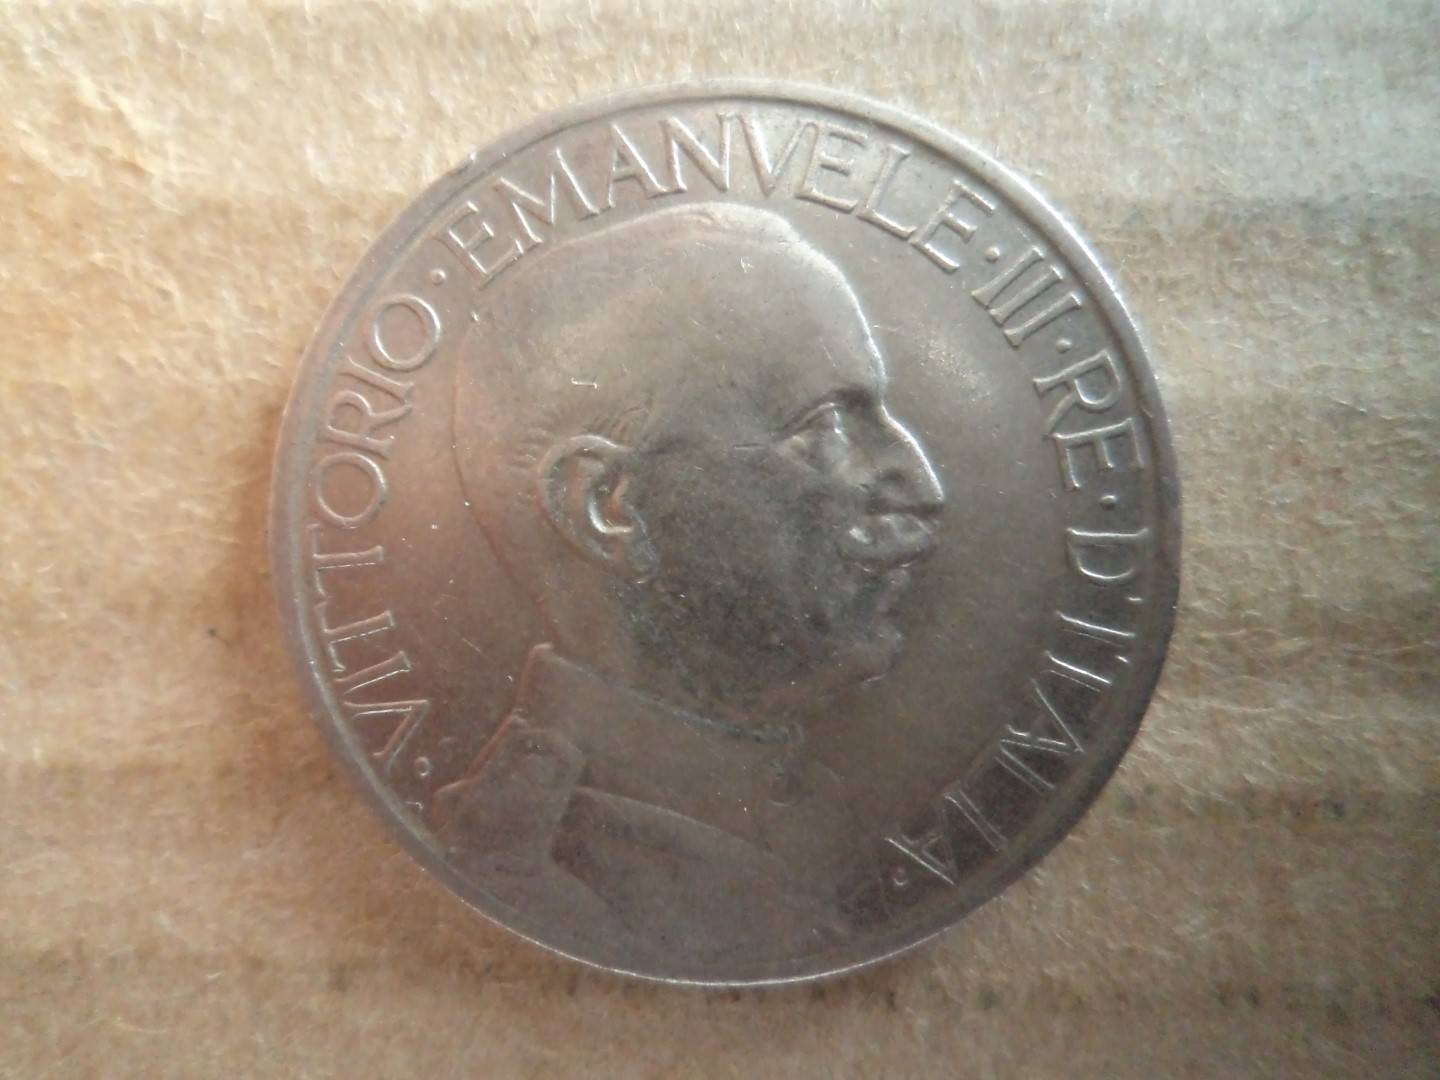 · VITTORIO · EMANVELE · III · RE · D'ITALIA ·